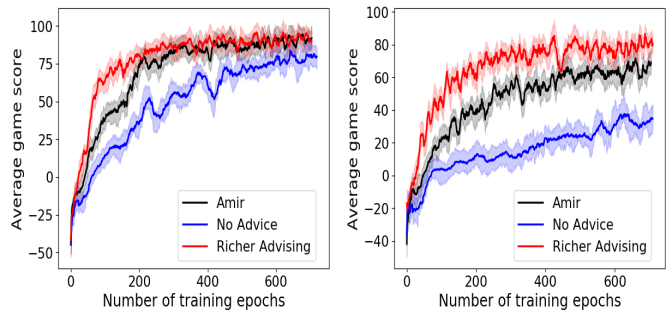 100
75
50
25
0
−25
−50
Average game score
0
200
400
600
Number of training epochs
Amir
No Advice
Richer Advising
100
80
60
40
20
0
−20
−40
Average game score
0
200
400
600
Number of training epochs
Amir
No Advice
Richer Advising